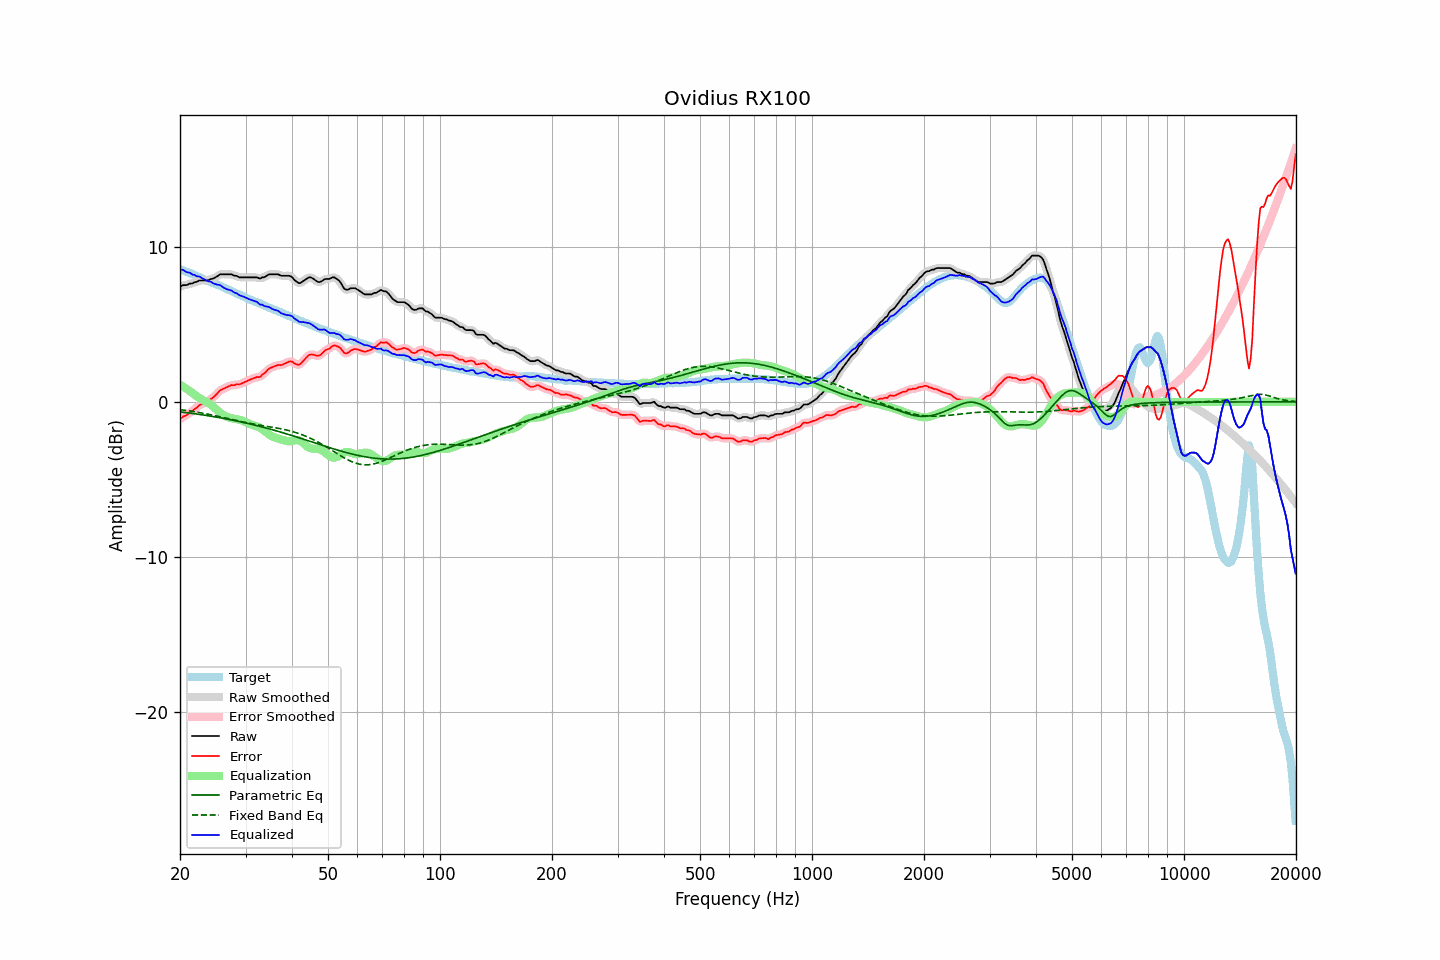 Ovidius RX100
Amplitude (dBr)
10
0
−10
−20
Target
Raw Smoothed
Error Smoothed
Raw
Error
Equalization
Parametric Eq
Fixed Band Eq
Equalized
20 50 100 200 500 1000 2000 5000 10000 20000
Frequency (Hz)